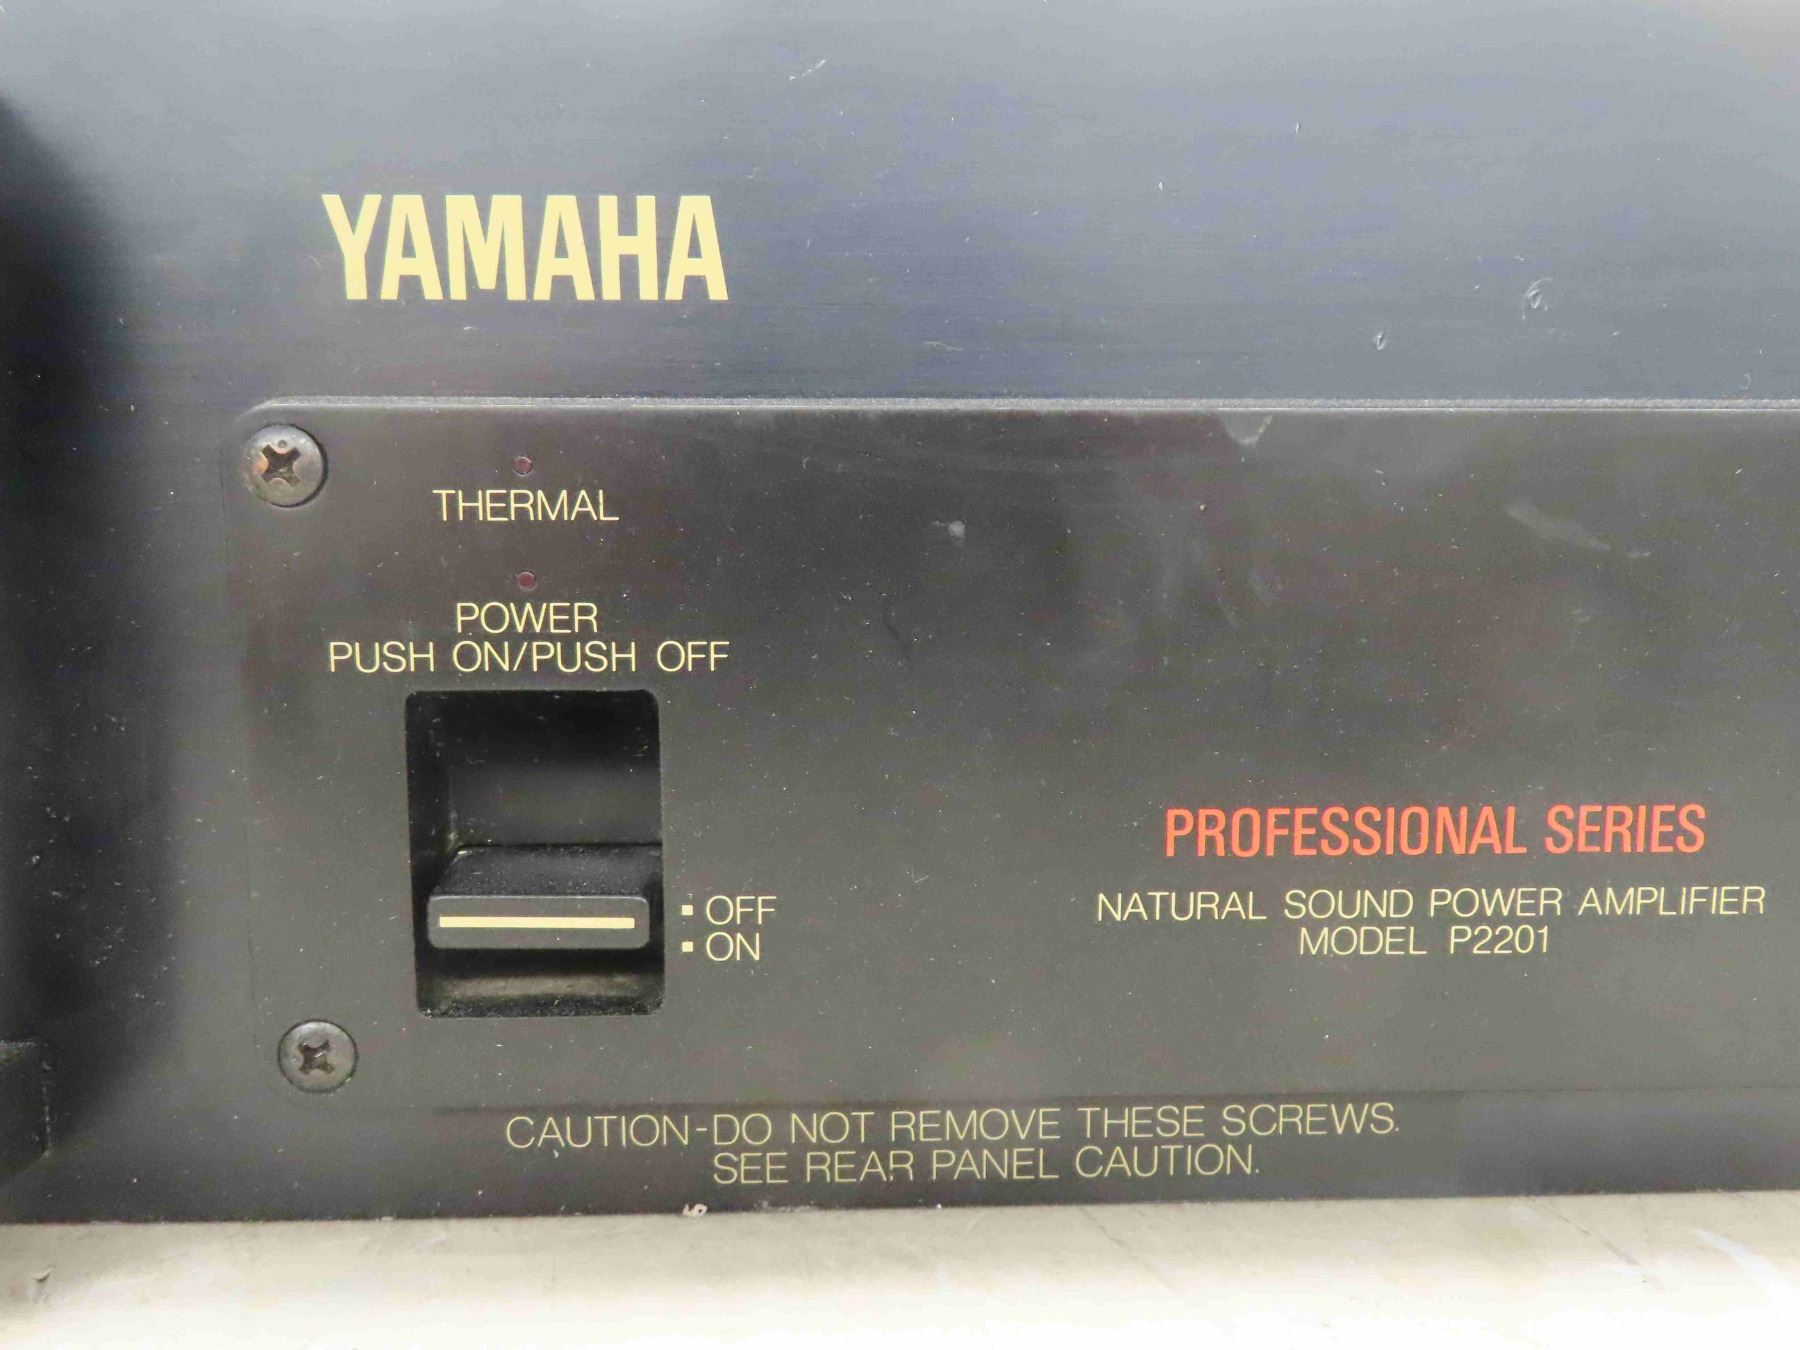 YAMAHA
THERMAL
POWER
PUSH ON/PUSH OFF
▪ OFF
▪ ON
PROFESSIONAL SERIES
NATURAL SOUND POWER AMPLIFIER
MODEL P2201
CAUTION-DO NOT REMOVE THESE SCREWS.
SEE REAR PANEL CAUTION.